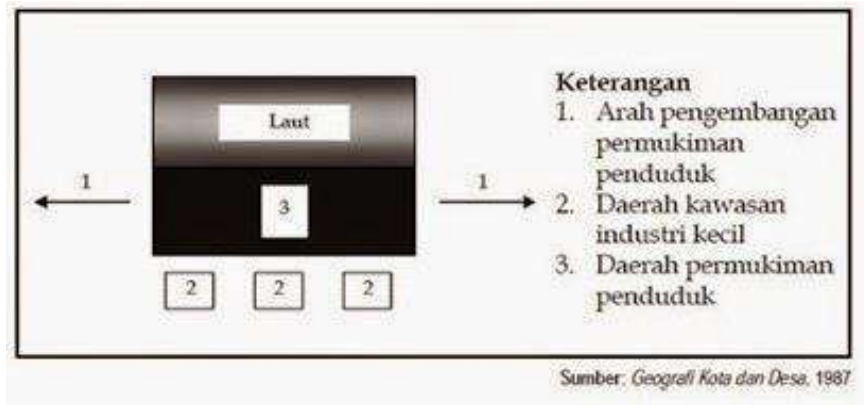 Laut
1
3
1
2
2
2
Keterangan
1. Arah pengembangan
permukiman
penduduk
2. Daerah kawasan
industri kecil
3. Daerah permukiman
penduduk
Sumber: Geografi Kota dan Desa, 1987